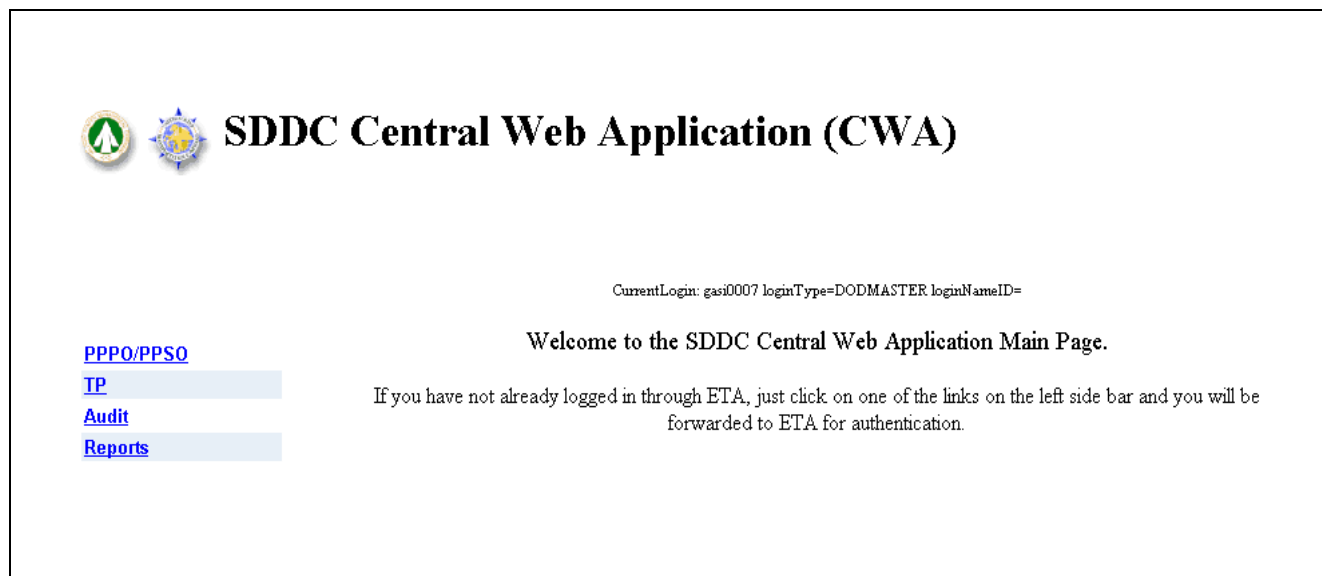 SDDC Central Web Application (CWA)
CurrentLogin: gasi0007 loginType=DODMASTER loginNameID=
Welcome to the SDDC Central Web Application Main Page.
If you have not already logged in through ETA, just click on one of the links on the left side bar and you will be
forwarded to ETA for authentication.
PPPO/PPSO
TP
Audit
Reports